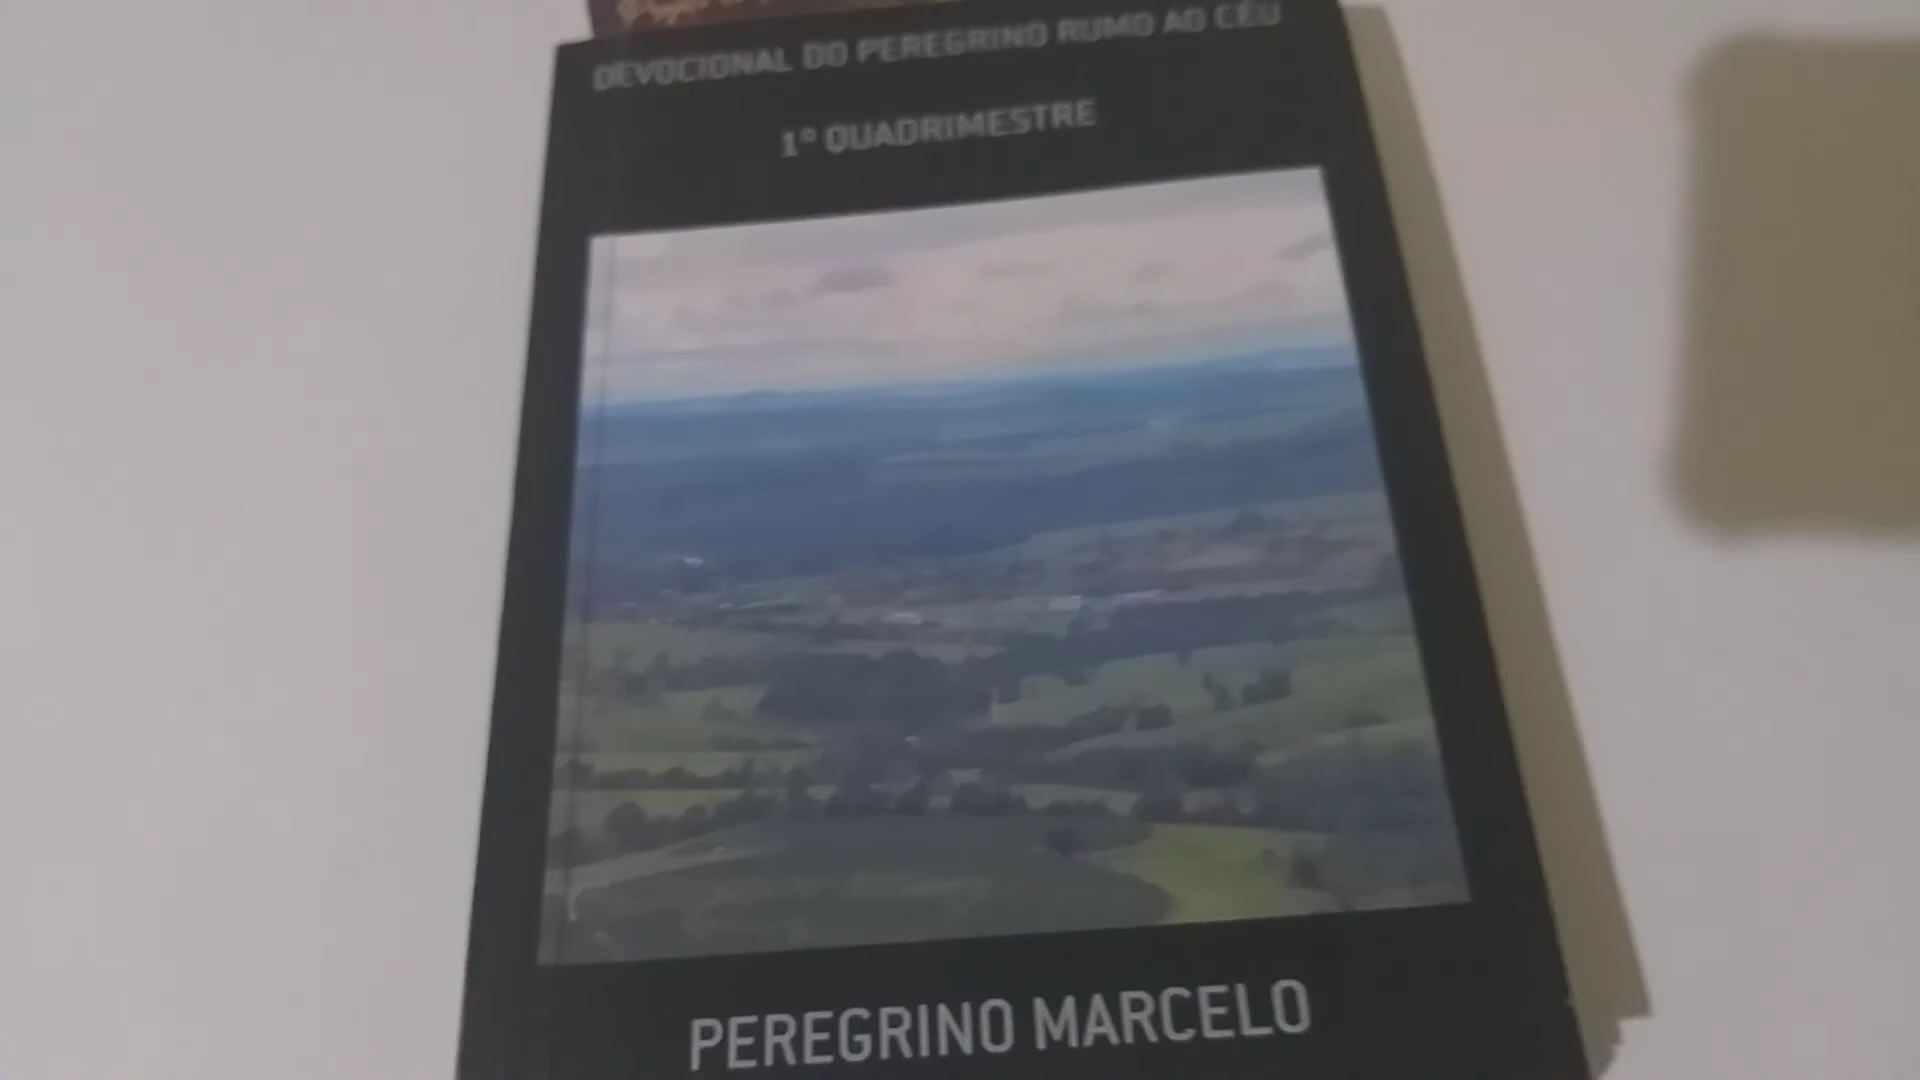 DEVOCIONAL DO PEREGRINO RUMO AO CÉU
1º QUADRIMESTRE
PEREGRINO MARCELO